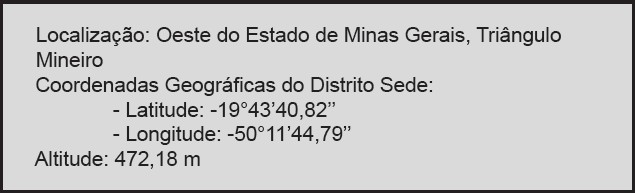 Localização: Oeste do Estado de Minas Gerais, Triângulo
Mineiro
Coordenadas Geográficas do Distrito Sede:
- Latitude: -19°43’40,82’’
- Longitude: -50°11’44,79’’
Altitude: 472,18 m